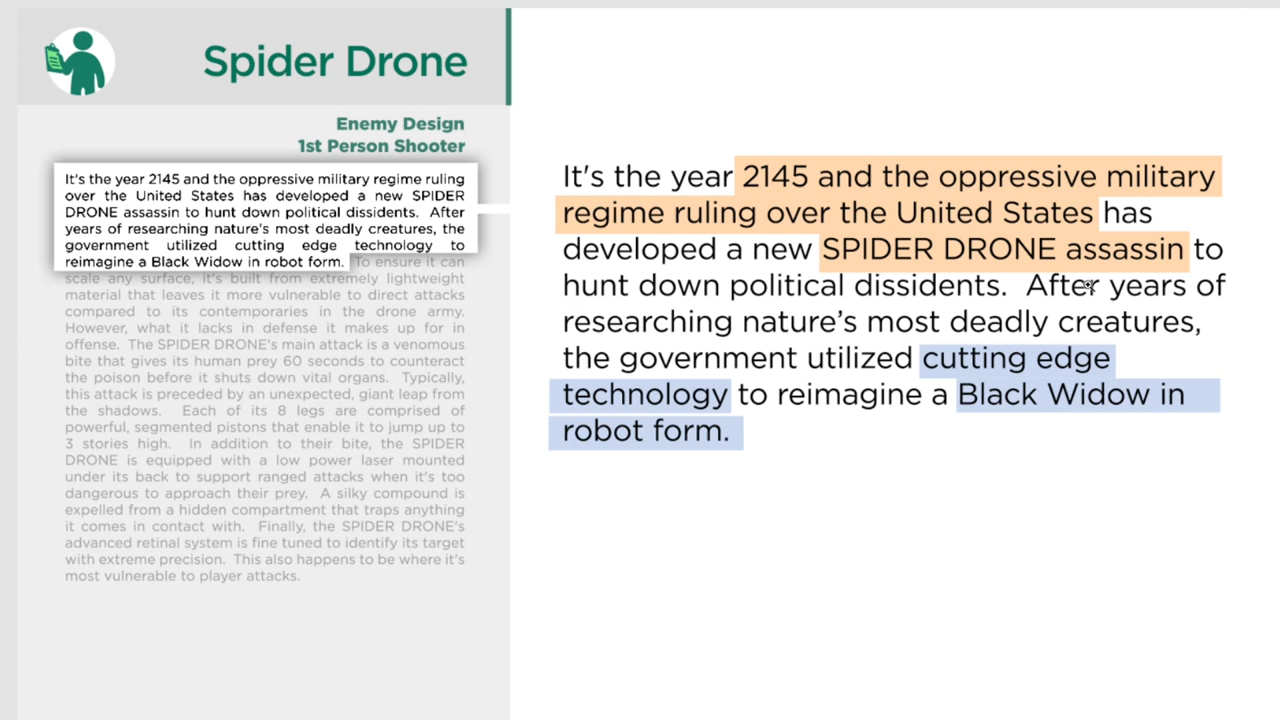 Spider Drone
Enemy Design
1st Person Shooter
It's the year 2145 and the oppressive military regime ruling
over the United States has developed a new SPIDER
DRONE assassin to hunt down political dissidents. After
years of researching nature's most deadly creatures, the
government utilized cutting edge technology to
reimagine a Black Widow in robot form. To ensure it can
scale any surface, it's built from extremely lightweight
material that leaves it more vulnerable to direct attacks
compared to its contemporaries in the drone army.
However, what it lacks in defense it makes up for in
offense. The SPIDER DRONE's main attack is a venomous
bite that gives its human prey 60 seconds to counteract
the poison before it shuts down vital organs. Typically,
this attack is preceded by an unexpected, giant leap from
the shadows. Each of its 8 legs are comprised of
powerful, segmented pistons that enable it to jump up to
3 stories high. In addition to their bite, the SPIDER
DRONE is equipped with a low power laser mounted
under its back to support ranged attacks when it's too
dangerous to approach their prey. A silky compound is
expelled from a hidden compartment that traps anything
it comes in contact with. Finally, the SPIDER DRONE's
advanced retinal system is fine tuned to identify its target
with extreme precision. This also happens to be where it's
most vulnerable to player attacks.
It's the year 2145 and the oppressive military
regime ruling over the United States has
developed a new SPIDER DRONE assassin to
hunt down political dissidents. After years of
researching nature's most deadly creatures,
the government utilized cutting edge
technology to reimagine a Black Widow in
robot form.